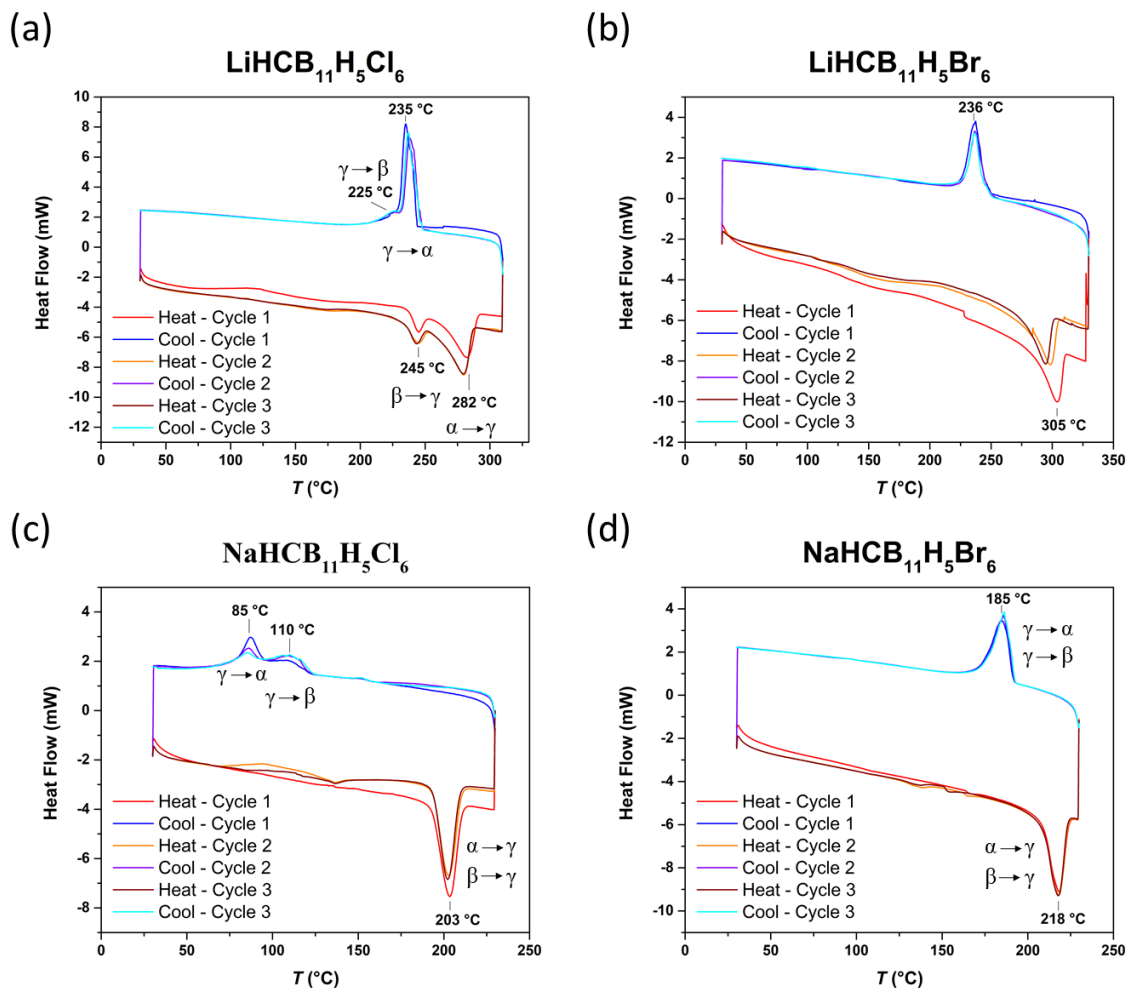 (a)
LiHCB₁₁H₅Cl₆
Heat Flow (mW)
10
8
6
4
2
0
-2
-4
-6
-8
-10
-12
235 °C
γ → β
225 °C
γ → α
245 °C
β → γ
282 °C
α → γ
Heat - Cycle 1
Cool - Cycle 1
Heat - Cycle 2
Cool - Cycle 2
Heat - Cycle 3
Cool - Cycle 3
0 50 100 150 200 250 300
T (°C)
(b)
LiHCB₁₁H₅Br₆
Heat Flow (mW)
4
2
0
-2
-4
-6
-8
-10
-12
236 °C
305 °C
Heat - Cycle 1
Cool - Cycle 1
Heat - Cycle 2
Cool - Cycle 2
Heat - Cycle 3
Cool - Cycle 3
0 50 100 150 200 250 300 350
T (°C)
(c)
NaHCB₁₁H₅Cl₆
Heat Flow (mW)
4
2
0
-2
-4
-6
-8
85 °C
110 °C
γ → α
γ → β
α → γ
β → γ
203 °C
Heat - Cycle 1
Cool - Cycle 1
Heat - Cycle 2
Cool - Cycle 2
Heat - Cycle 3
Cool - Cycle 3
0 50 100 150 200 250
T (°C)
(d)
NaHCB₁₁H₅Br₆
Heat Flow (mW)
4
2
0
-2
-4
-6
-8
-10
185 °C
γ → α
γ → β
α → γ
β → γ
218 °C
Heat - Cycle 1
Cool - Cycle 1
Heat - Cycle 2
Cool - Cycle 2
Heat - Cycle 3
Cool - Cycle 3
0 50 100 150 200 250
T (°C)